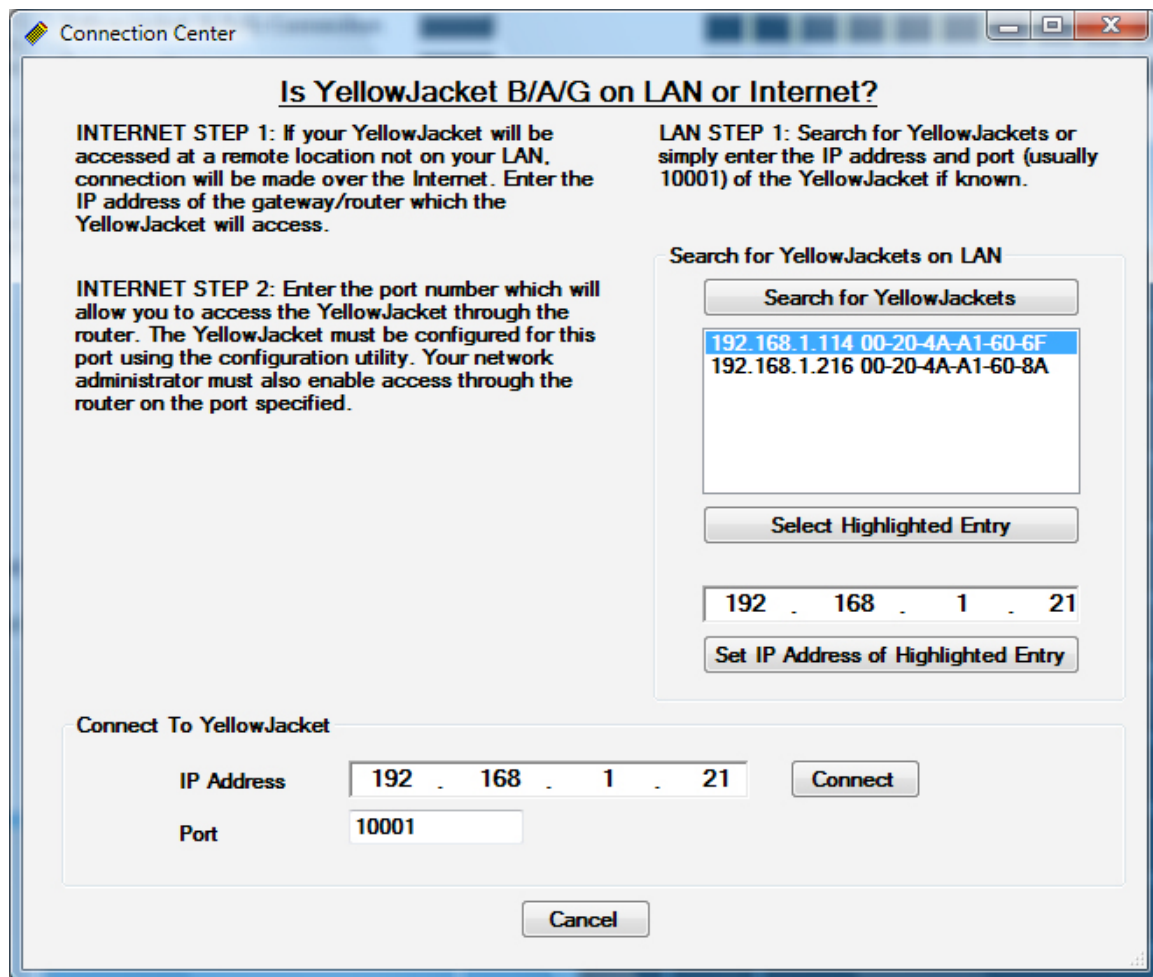 Connection Center
Is YellowJacket B/A/G on LAN or Internet?
INTERNET STEP 1: If your YellowJacket will be
accessed at a remote location not on your LAN,
connection will be made over the Internet. Enter the
IP address of the gateway/router which the
YellowJacket will access.
INTERNET STEP 2: Enter the port number which will
allow you to access the YellowJacket through the
router. The YellowJacket must be configured for this
port using the configuration utility. Your network
administrator must also enable access through the
router on the port specified.
LAN STEP 1: Search for YellowJackets or
simply enter the IP address and port (usually
10001) of the YellowJacket if known.
Search for YellowJackets on LAN
Search for YellowJackets
192.168.1.114 00-20-4A-A1-60-6F
192.168.1.216 00-20-4A-A1-60-8A
Select Highlighted Entry
192 . 168 . 1 . 21
Set IP Address of Highlighted Entry
Connect To YellowJacket
IP Address 192 . 168 . 1 . 21 Connect
Port 10001
Cancel